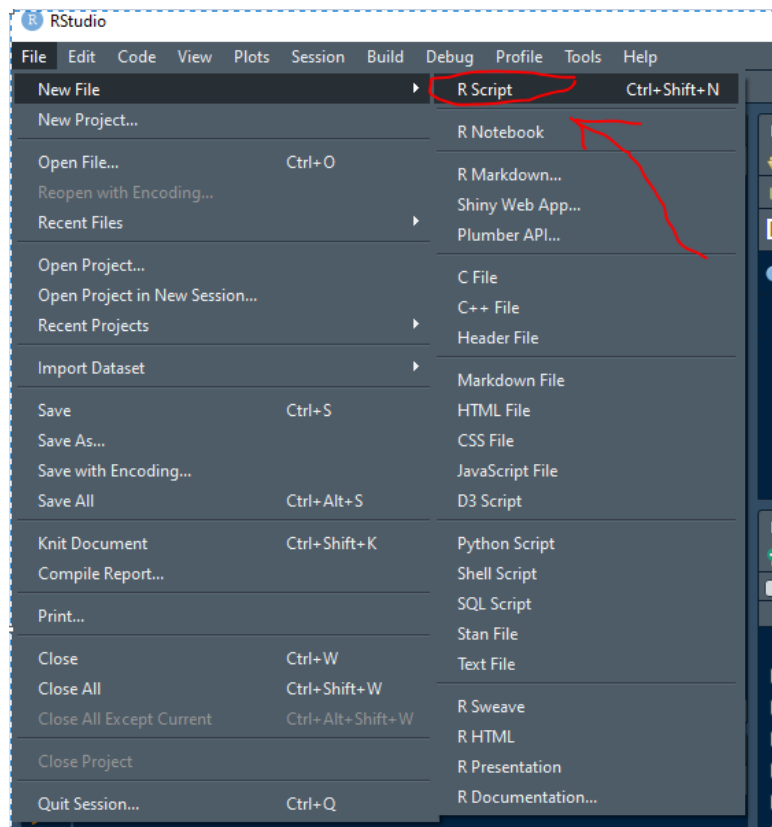 R RStudio
File Edit Code View Plots Session Build Debug Profile Tools Help
New File
New Project...
Open File... Ctrl+O
Reopen with Encoding...
Recent Files
Open Project...
Open Project in New Session...
Recent Projects
Import Dataset
Save Ctrl+S
Save As...
Save with Encoding...
Save All Ctrl+Alt+S
Knit Document Ctrl+Shift+K
Compile Report...
Print...
Close Ctrl+W
Close All Ctrl+Shift+W
Close All Except Current Ctrl+Alt+Shift+W
Close Project
Quit Session... Ctrl+Q
R Script Ctrl+Shift+N
R Notebook
R Markdown...
Shiny Web App...
Plumber API...
C File
C++ File
Header File
Markdown File
HTML File
CSS File
JavaScript File
D3 Script
Python Script
Shell Script
SQL Script
Stan File
Text File
R Sweave
R HTML
R Presentation
R Documentation...